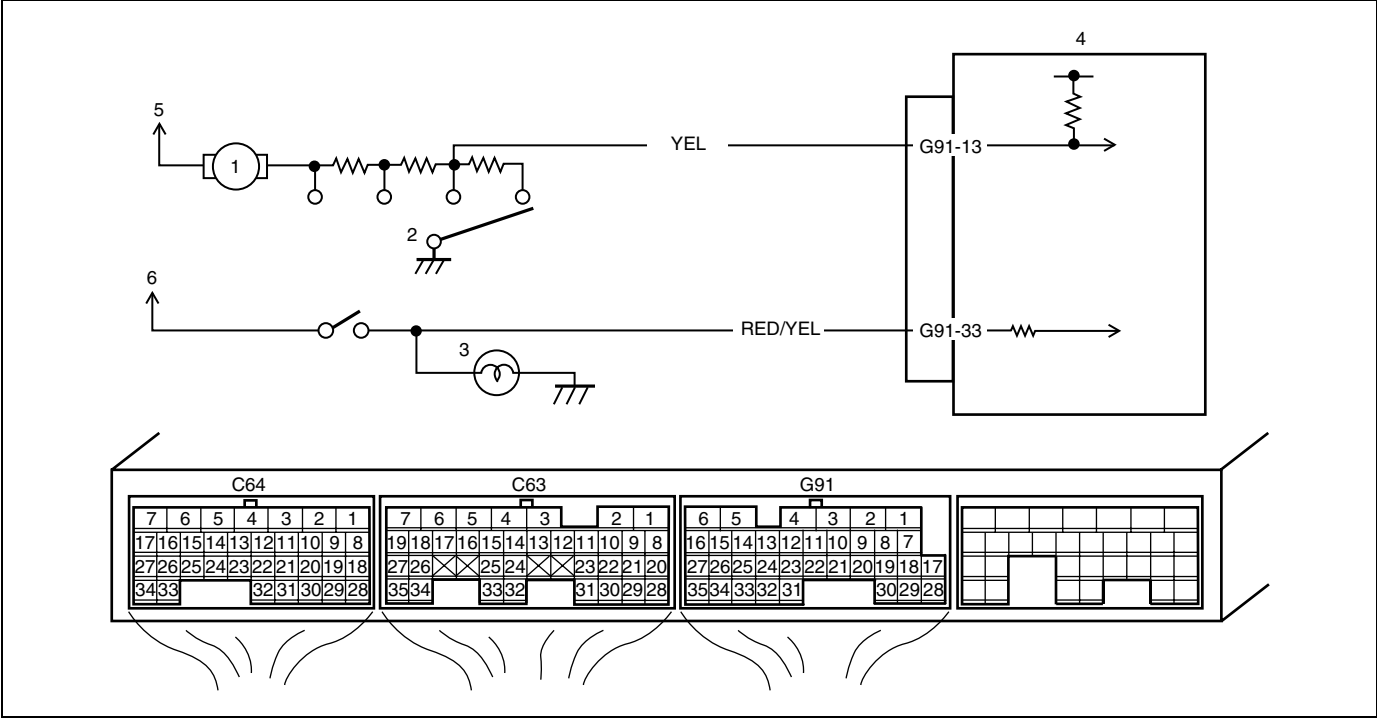 4
5
YEL
G91-13
1
2
6
RED/YEL
G91-33
3
C64
C63
G91
7 6 5 4 3 2 1
7 6 5 4 3 2 1
6 5 4 3 2 1
17 16 15 14 13 12 11 10 9 8
19 18 17 16 15 14 13 12 11 10 9 8
16 15 14 13 12 11 10 9 8 7
27 26 25 24 23 22 21 20 19 18
27 26 25 24 23 22 21 20
27 26 25 24 23 22 21 20 19 18 17
34 33 32 31 30 29 28
35 34 33 32 31 30 29 28
35 34 33 32 31 30 29 28